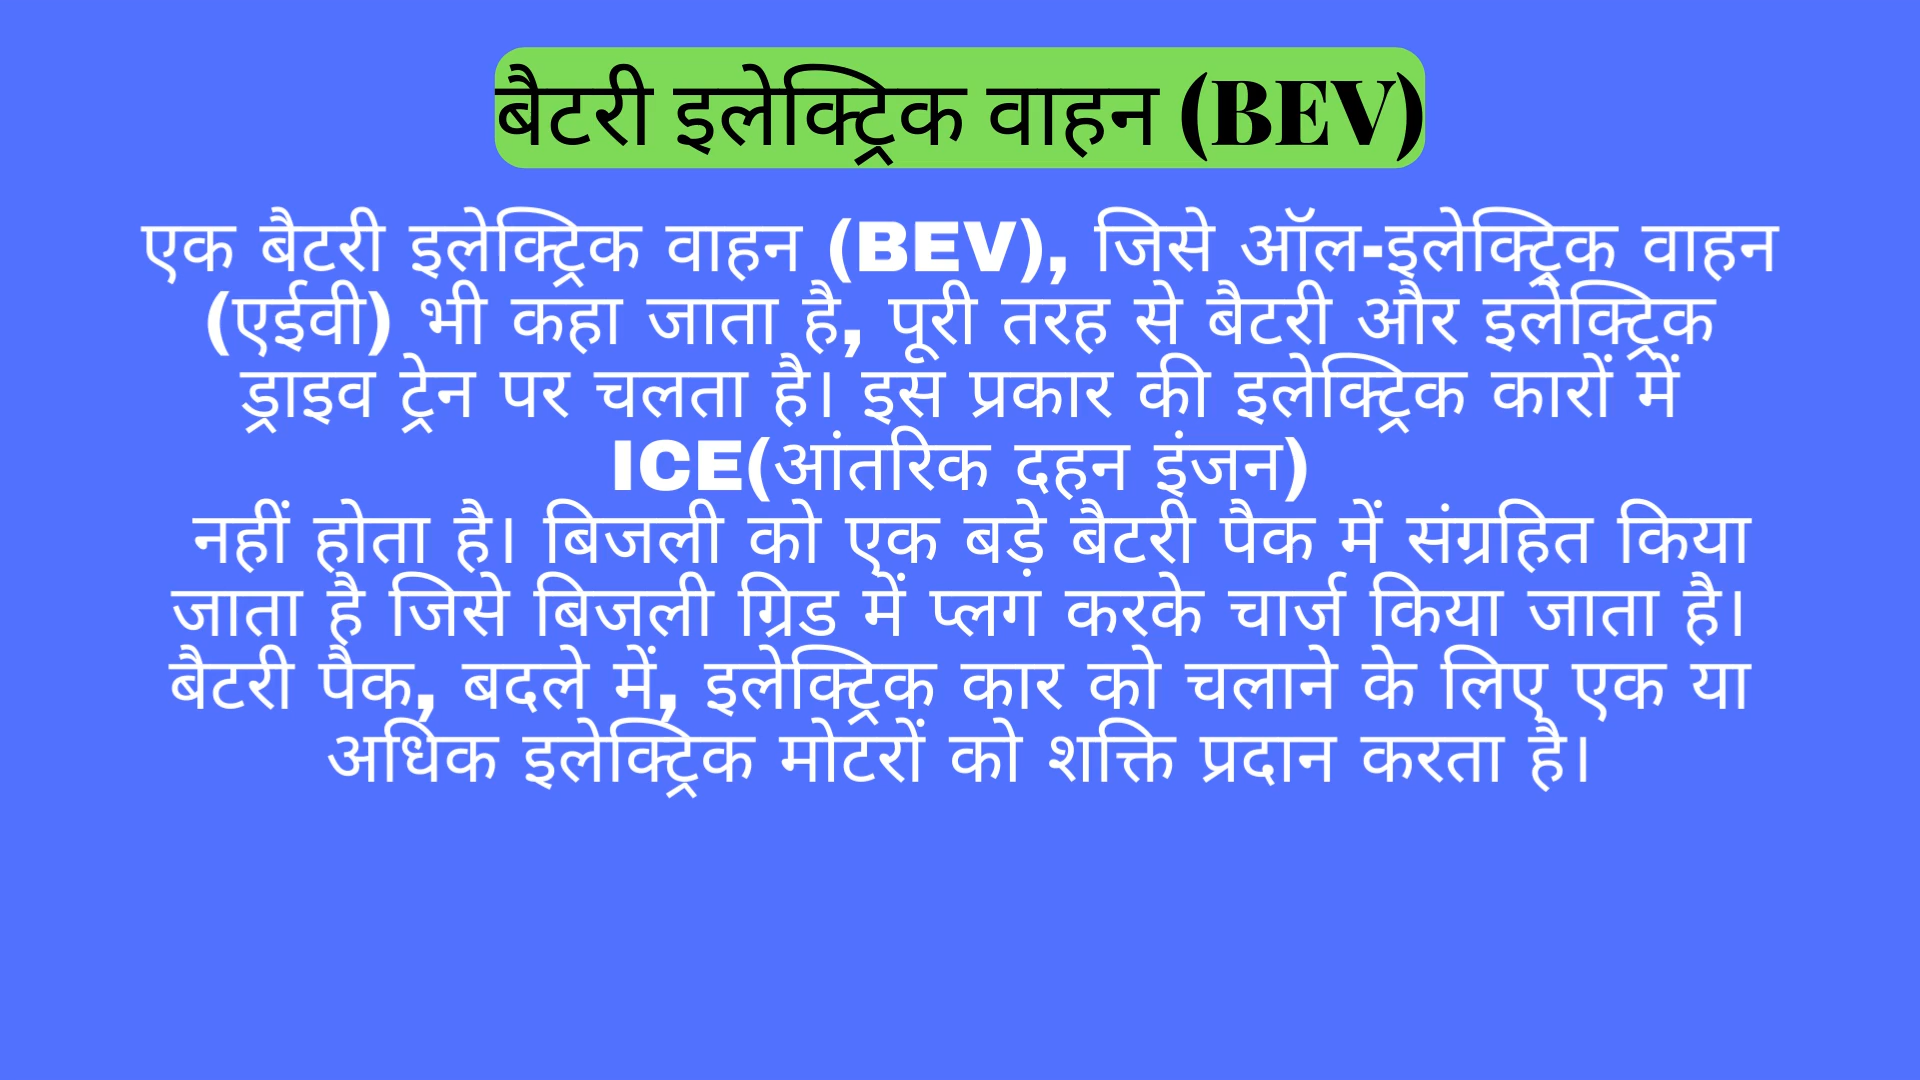 बैटरी इलेक्ट्रिक वाहन (BEV)
एक बैटरी इलेक्ट्रिक वाहन (BEV), जिसे ऑल-इलेक्ट्रिक वाहन
(एईवी) भी कहा जाता है, पूरी तरह से बैटरी और इलेक्ट्रिक
ड्राइव ट्रेन पर चलता है। इस प्रकार की इलेक्ट्रिक कारों में
ICE(आंतरिक दहन इंजन)
नहीं होता है। बिजली को एक बड़े बैटरी पैक में संग्रहित किया
जाता है जिसे बिजली ग्रिड में प्लग करके चार्ज किया जाता है।
बैटरी पैक, बदले में, इलेक्ट्रिक कार को चलाने के लिए एक या
अधिक इलेक्ट्रिक मोटरों को शक्ति प्रदान करता है।